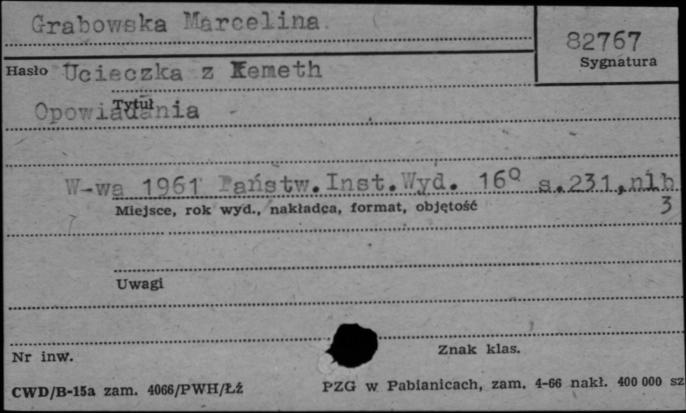 Grabowska Marcelina
82767
Sygnatura
Hasło Ucieczka z Kemeth
Tytuł
Opowiadania
W-wa 1961 Państw.Inst.Wyd. 16° s.231,nlb
3
Miejsce, rok wyd., nakładca, format, objętość
Uwagi
Nr inw.
Znak klas.
CWD/B-15a zam. 4066/PWH/Łź
PZG w Pabianicach, zam. 4-66 nakł. 400 000 sz